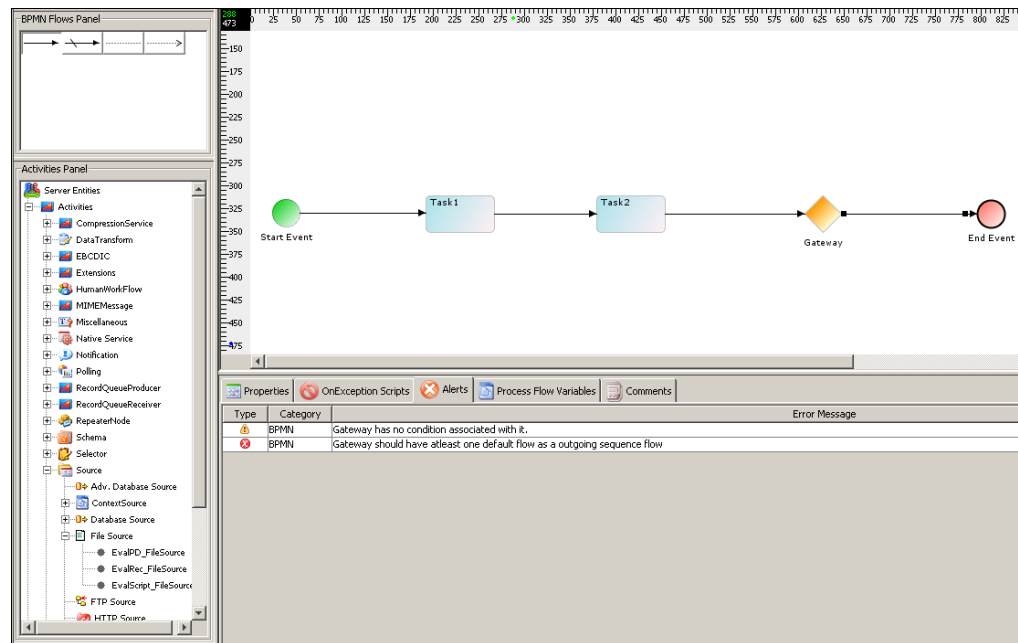 BPMN Flows Panel
298
473
0 25 50 75 100 125 150 175 200 225 250 275 300 325 350 375 400 425 450 475 500 525 550 575 600 625 650 675 700 725 750 775 800 825
150
175
200
225
250
275
300
325
350
375
400
425
450
475
Start Event
Task1
Task2
Gateway
End Event
Activities Panel
Server Entities
Activities
CompressionService
DataTransform
EBCDIC
Extensions
HumanWorkFlow
MIMEMessage
Miscellaneous
Native Service
Notification
Polling
RecordQueueProducer
RecordQueueReceiver
RepeaterNode
Schema
Selector
Source
Adv. Database Source
ContextSource
Database Source
File Source
EvalPD_FileSource
EvalRec_FileSource
EvalScript_FileSource
FTP Source
HTTP Source
Properties OnException Scripts Alerts Process Flow Variables Comments
Type Category Error Message
BPMN Gateway has no condition associated with it.
BPMN Gateway should have atleast one default flow as a outgoing sequence flow